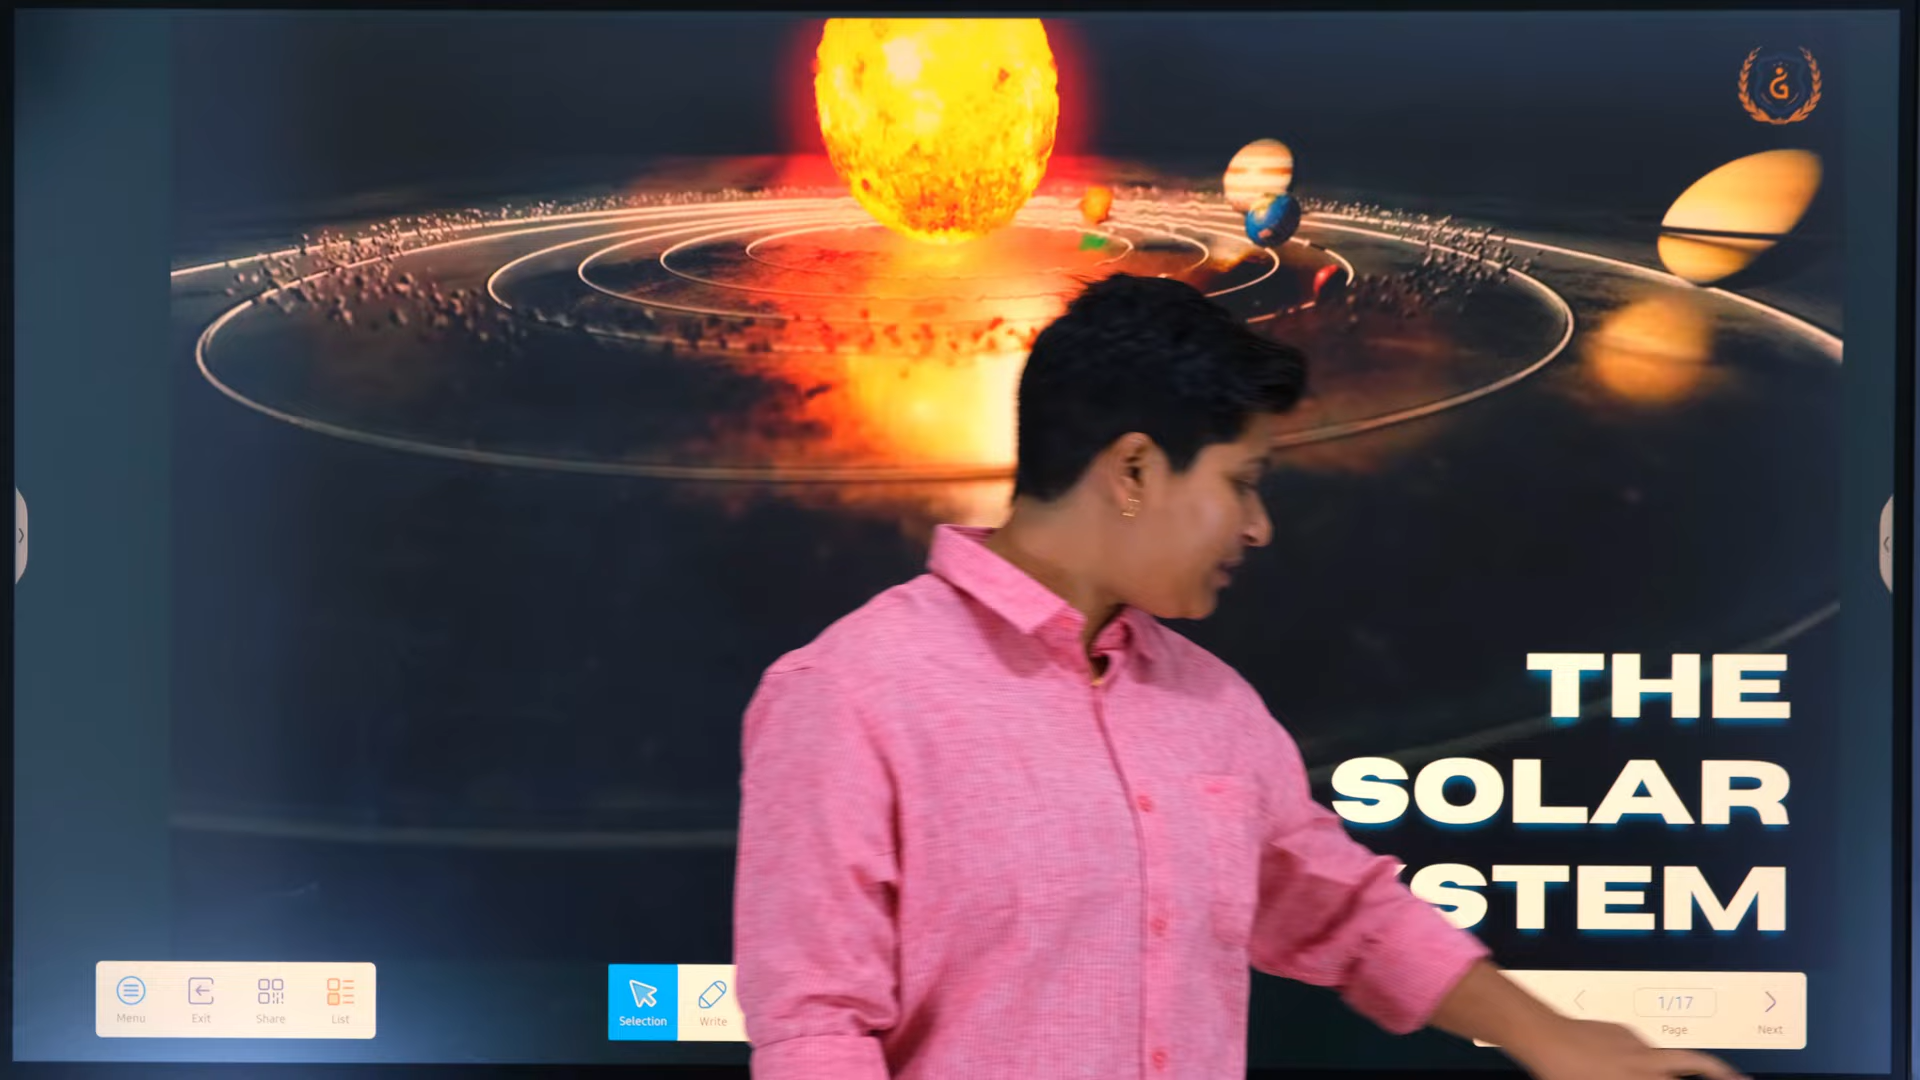 THE
SOLAR
STEM
Menu Exit Share List
Selection Write
1/17
Page Next